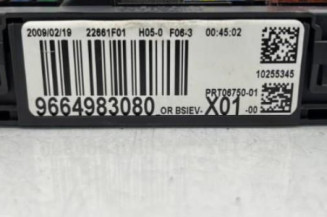 2009/02/19 22661F01 H05-0 F06-3 00:45:02
10255345
PRT06750-01
9664983080 OR BSIEV- X01 -00